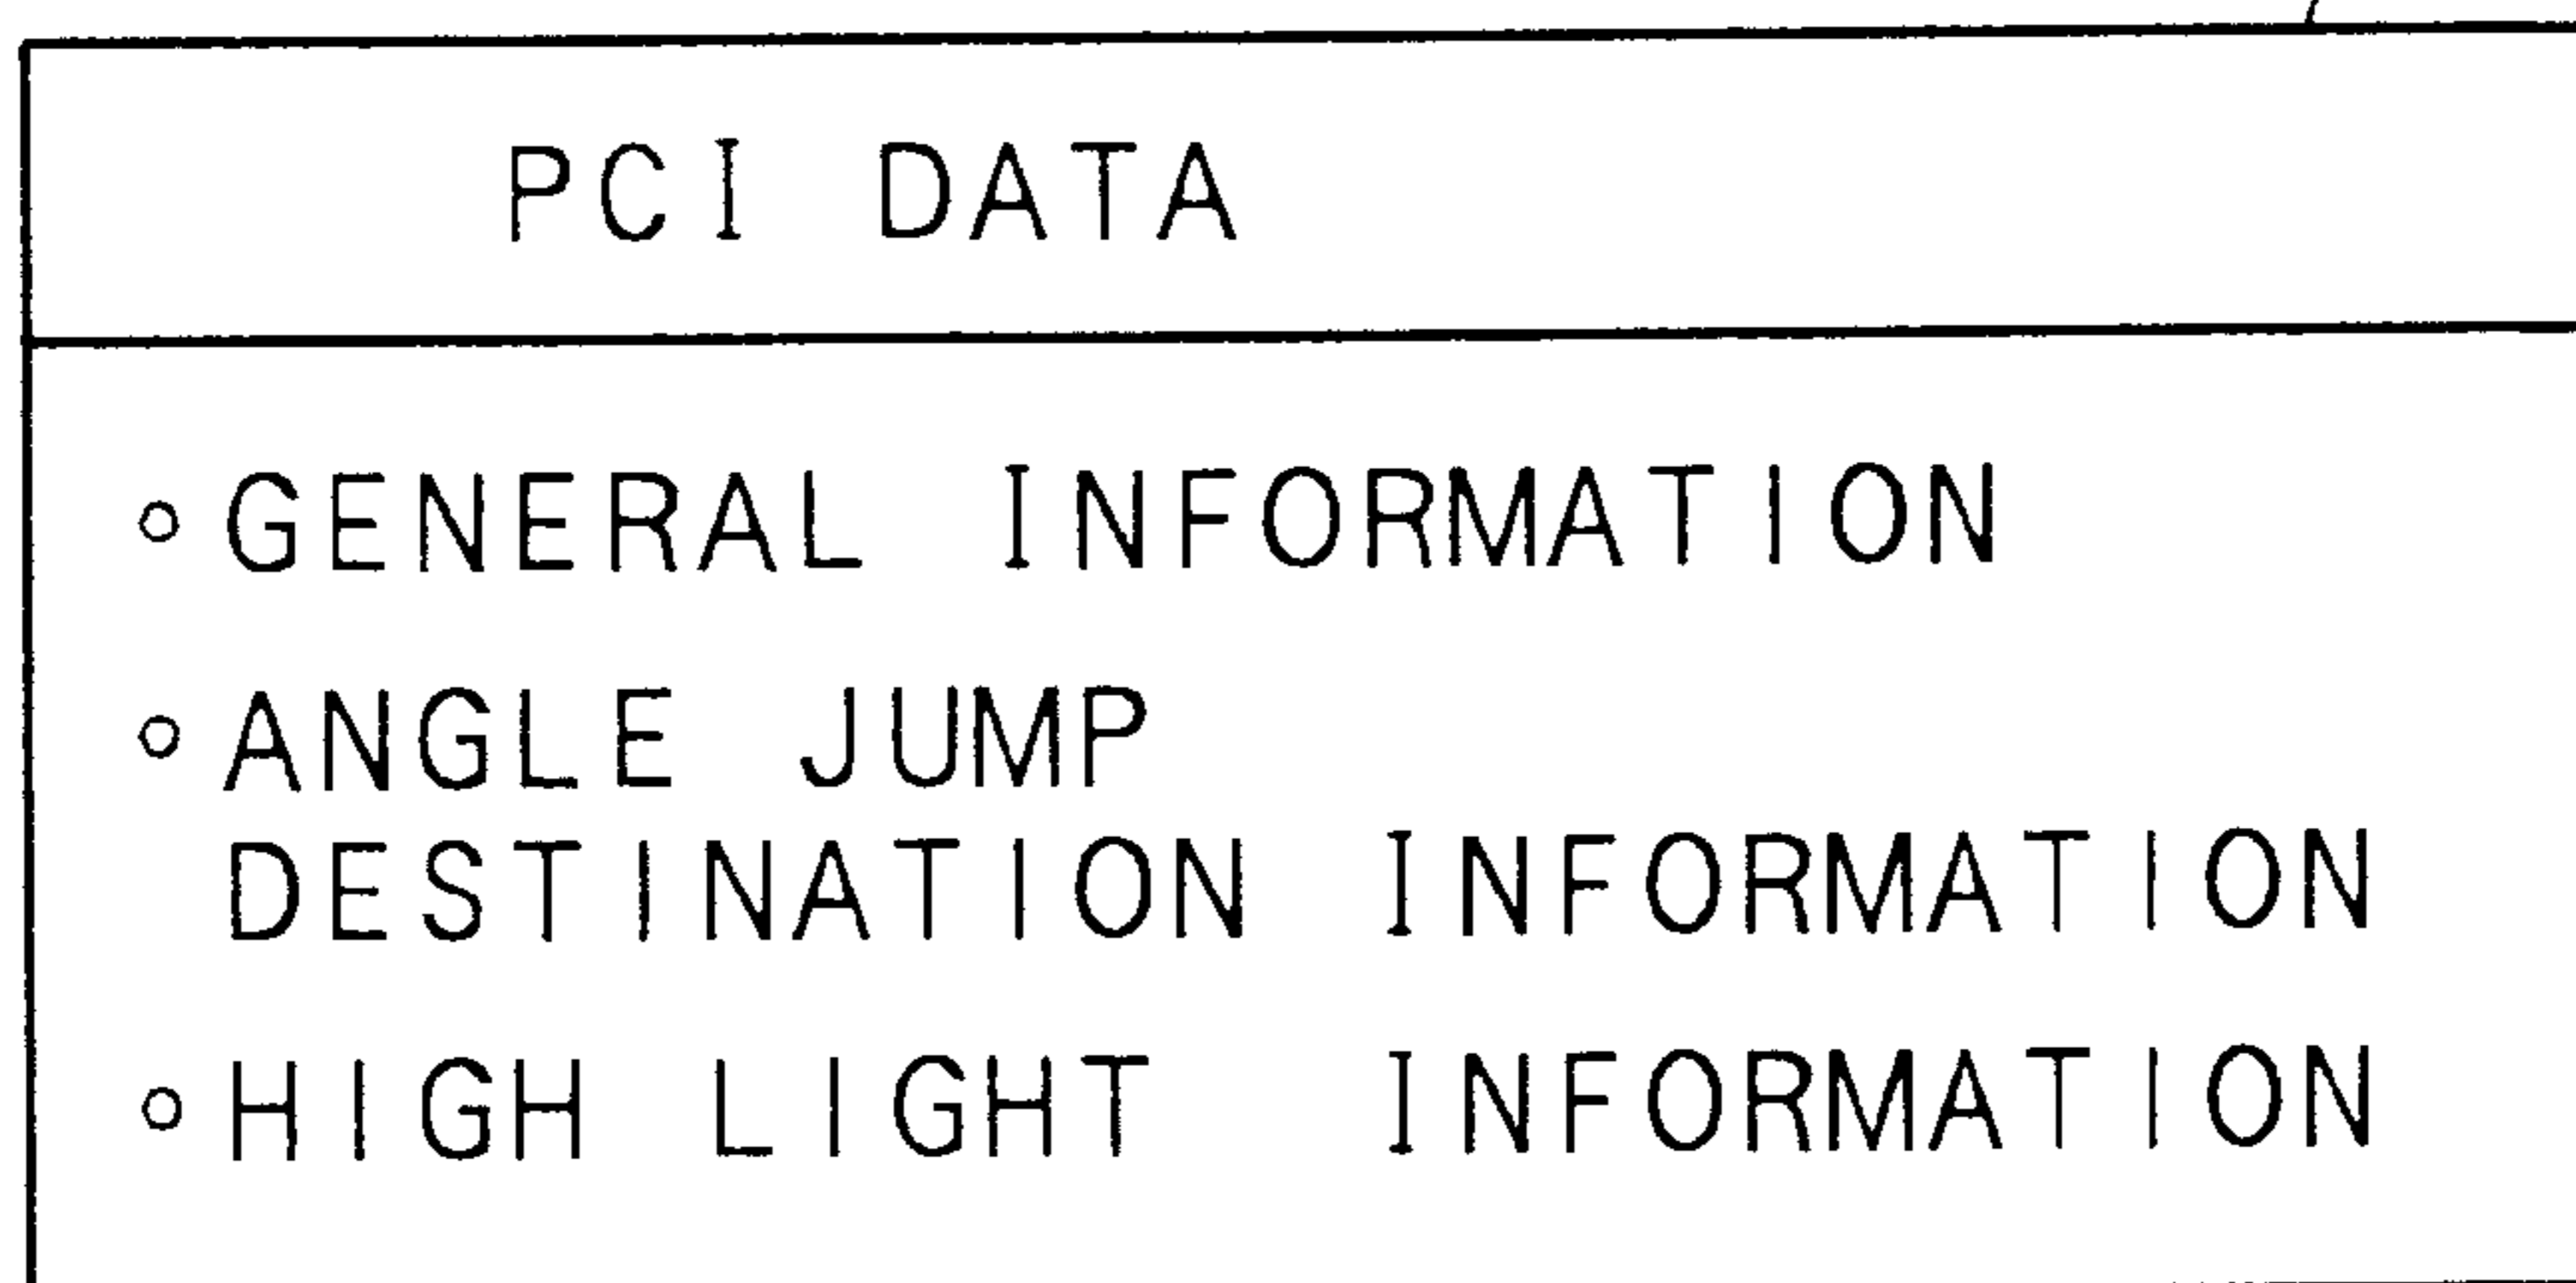 PCI DATA
○ GENERAL INFORMATION
○ ANGLE JUMP
DESTINATION INFORMATION
○ HIGH LIGHT INFORMATION